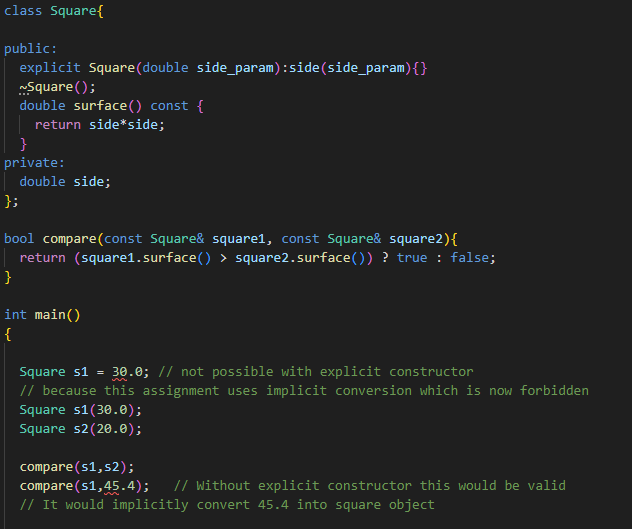 class Square{
public:
explicit Square(double side_param):side(side_param){}
~Square();
double surface() const {
return side*side;
}
private:
double side;
};
bool compare(const Square& square1, const Square& square2){
return (square1.surface() > square2.surface()) ? true : false;
}
int main()
{
Square s1 = 30.0; // not possible with explicit constructor
// because this assignment uses implicit conversion which is now forbidden
Square s1(30.0);
Square s2(20.0);
compare(s1,s2);
compare(s1,45.4);   // Without explicit constructor this would be valid
// It would implicitly convert 45.4 into square object